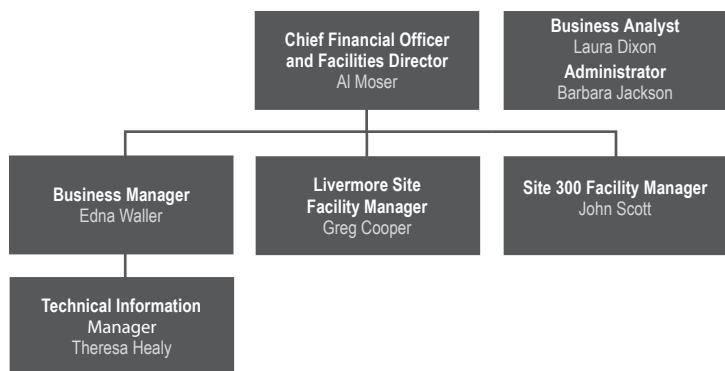 Chief Financial Officer
and Facilities Director
Al Moser
Business Analyst
Laura Dixon
Administrator
Barbara Jackson
Business Manager
Edna Waller
Livermore Site
Facility Manager
Greg Cooper
Site 300 Facility Manager
John Scott
Technical Information
Manager
Theresa Healy